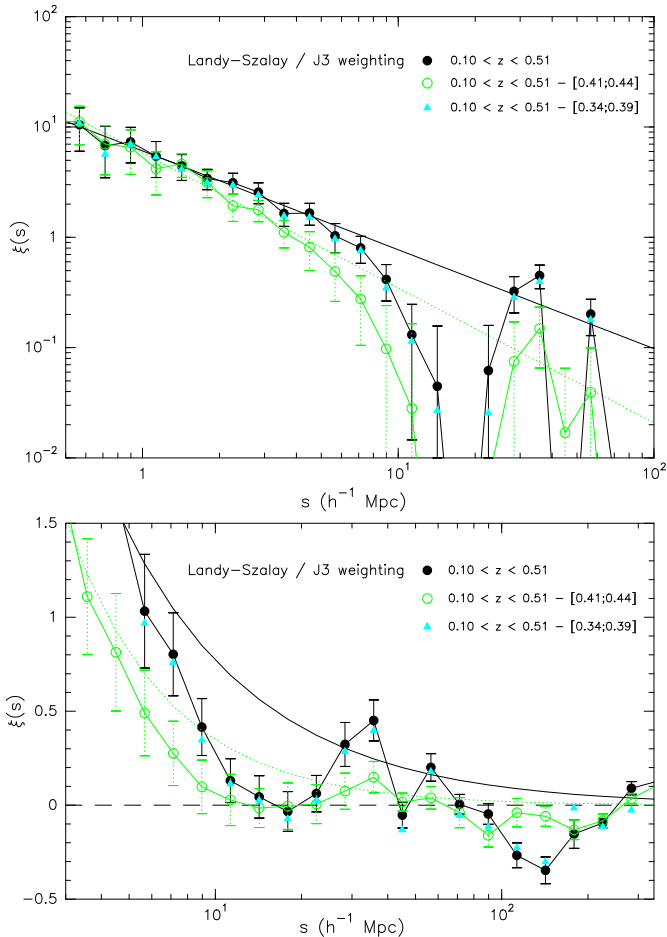 Landy-Szalay / J3 weighting
0.10 < z < 0.51
0.10 < z < 0.51 - [0.41;0.44]
0.10 < z < 0.51 - [0.34;0.39]
10²
10
1
10⁻¹
10⁻²
ξ(s)
1
10¹
10²
s (h⁻¹ Mpc)
Landy-Szalay / J3 weighting
0.10 < z < 0.51
0.10 < z < 0.51 - [0.41;0.44]
0.10 < z < 0.51 - [0.34;0.39]
1.5
1
0.5
0
-0.5
ξ(s)
10¹
10²
s (h⁻¹ Mpc)